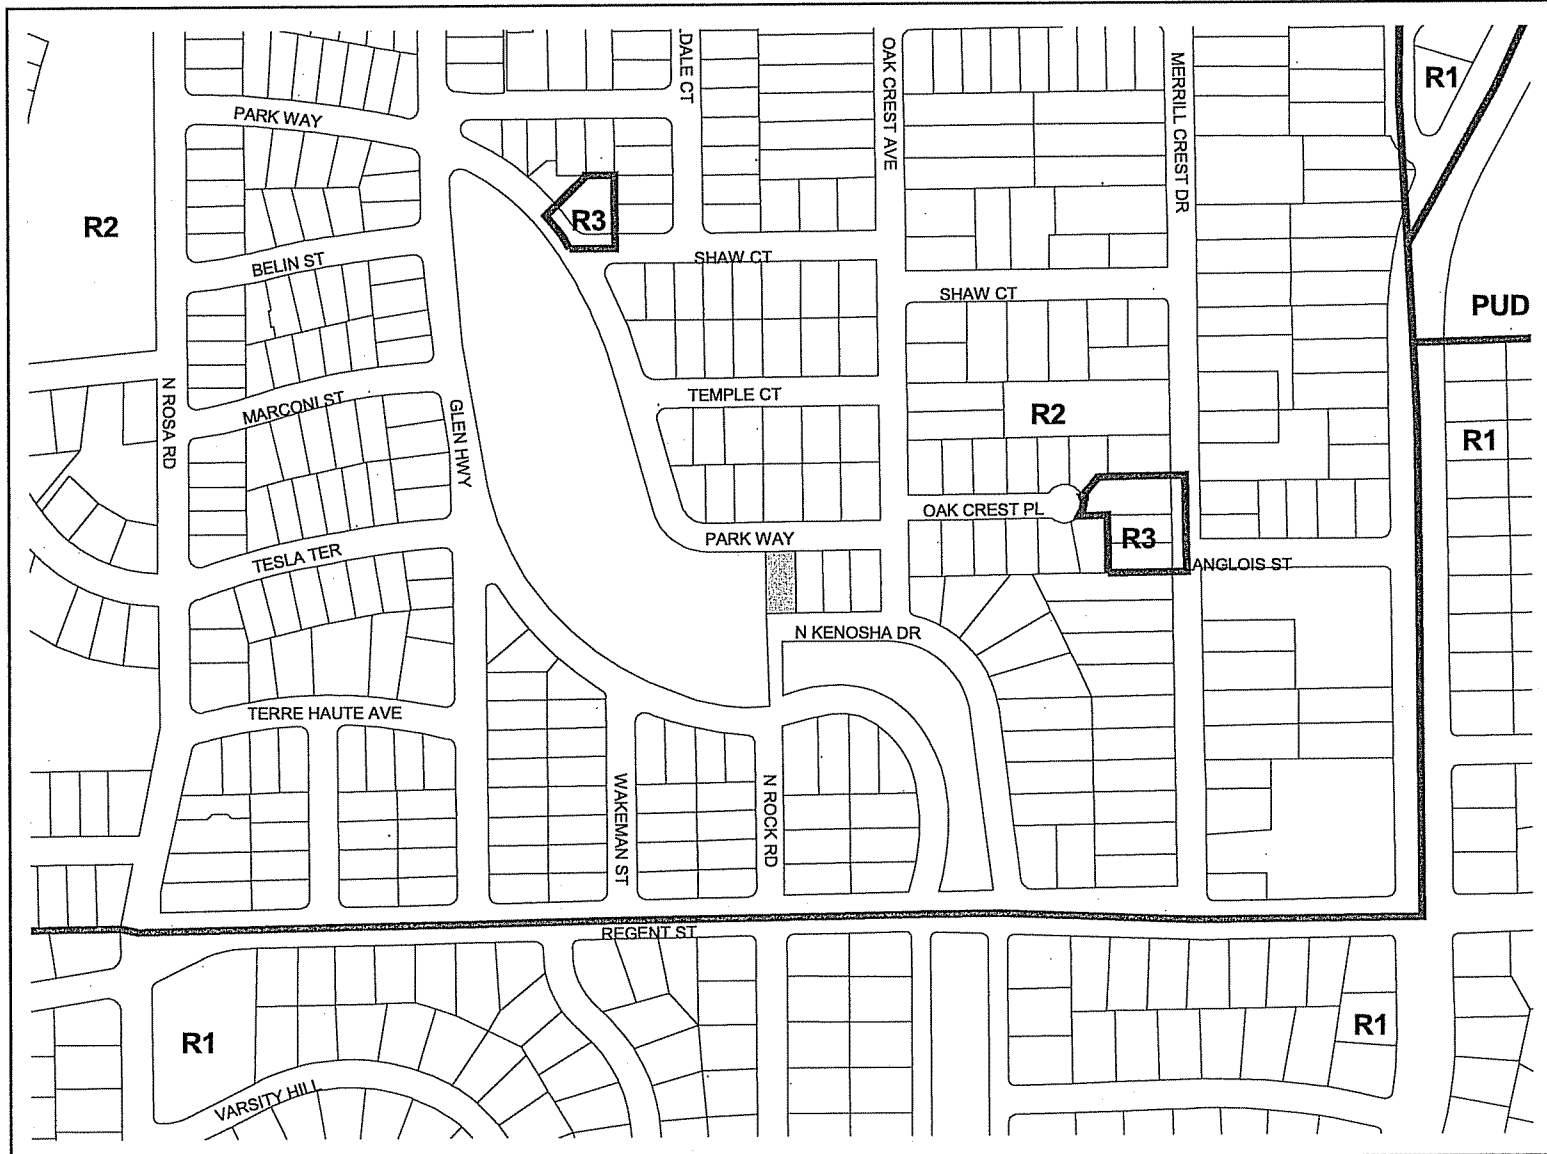 R1
DALE CT
OAK CREST AVE
MERRILL CREST DR
PARK WAY
R2
R3
BELIN ST
SHAW CT
SHAW CT
PUD
N ROSA RD
MARCONI ST
GLEN HWY
TEMPLE CT
R2
R1
OAK CREST PL
PARK WAY
R3
ANGLOIS ST
TESLA TER
N KENOSHA DR
TERRE HAUTE AVE
WAKEMAN ST
N ROCK RD
REGENT ST
R1
R1
VARSITY HILL